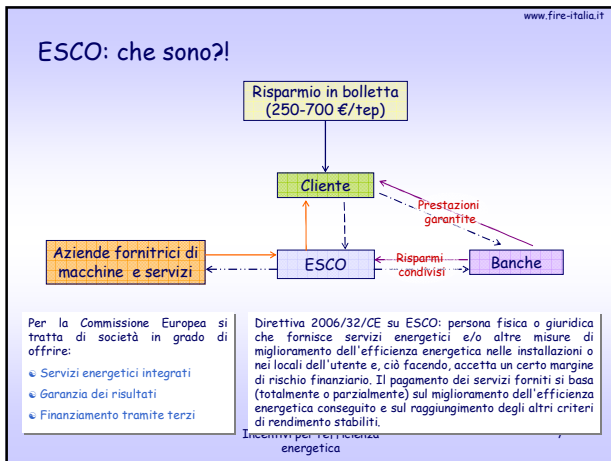 www.fire-italia.it
ESCO: che sono?!
Risparmio in bolletta
(250-700 €/tep)
Cliente
Prestazioni
garantite
Aziende fornitrici di
macchine e servizi
ESCO
Risparmi
condivisi
Banche
Per la Commissione Europea si
tratta di società in grado di
offrire:
Servizi energetici integrati
Garanzia dei risultati
Finanziamento tramite terzi
Direttiva 2006/32/CE su ESCO: persona fisica o giuridica
che fornisce servizi energetici e/o altre misure di
miglioramento dell'efficienza energetica nelle installazioni o
nei locali dell'utente e, ciò facendo, accetta un certo margine
di rischio finanziario. Il pagamento dei servizi forniti si basa
(totalmente o parzialmente) sul miglioramento dell'efficienza
energetica conseguito e sul raggiungimento degli altri criteri
di rendimento stabiliti.
Incentivi per l'efficienza
energetica